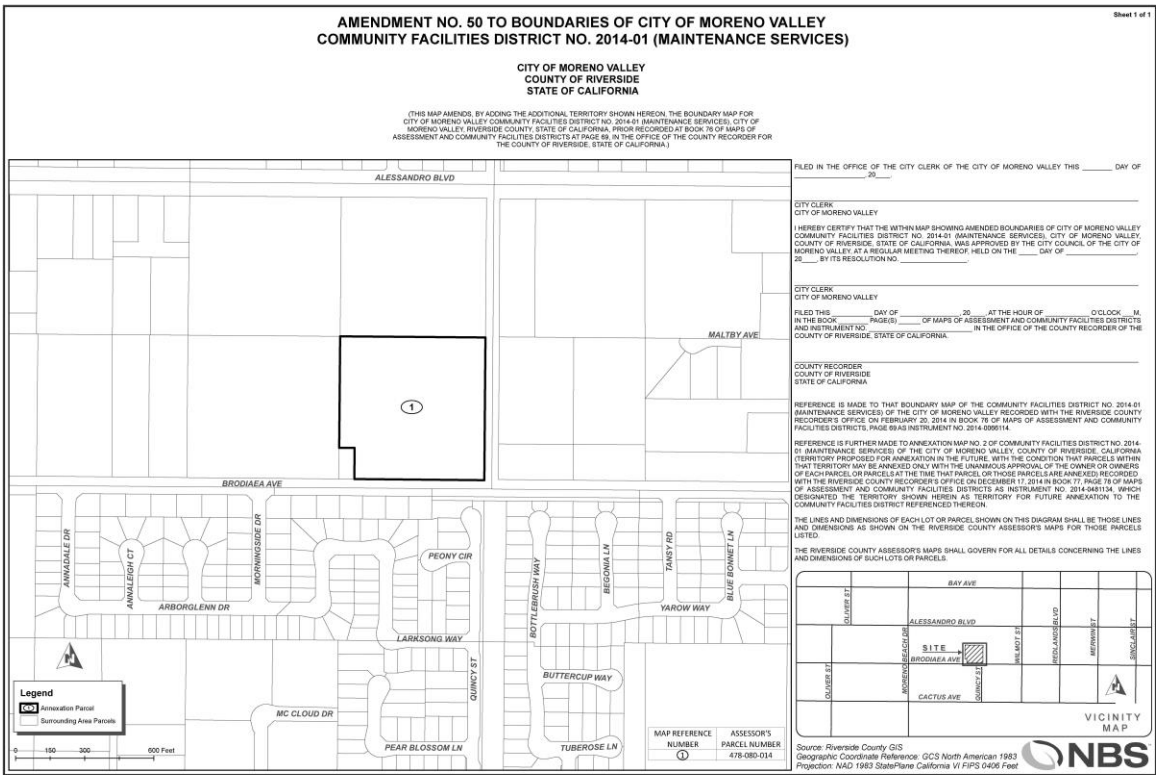 Sheet 1 of 1
AMENDMENT NO. 50 TO BOUNDARIES OF CITY OF MORENO VALLEY
COMMUNITY FACILITIES DISTRICT NO. 2014-01 (MAINTENANCE SERVICES)
CITY OF MORENO VALLEY
COUNTY OF RIVERSIDE
STATE OF CALIFORNIA
(THIS MAP AMENDS, BY ADDING THE ADDITIONAL TERRITORY SHOWN HEREON, THE BOUNDARY MAP FOR
CITY OF MORENO VALLEY COMMUNITY FACILITIES DISTRICT NO. 2014-01 (MAINTENANCE SERVICES), CITY OF
MORENO VALLEY, RIVERSIDE COUNTY, STATE OF CALIFORNIA, PRIOR RECORDED AT BOOK 76 OF MAPS OF
ASSESSMENT AND COMMUNITY FACILITIES DISTRICTS AT PAGE 69, IN THE OFFICE OF THE COUNTY RECORDER FOR
THE COUNTY OF RIVERSIDE, STATE OF CALIFORNIA.)
ALESSANDRO BLVD
MALTBY AVE
1
BRODIAEA AVE
ANNADALE DR
ANNALEIGH CT
MORNINGSIDE DR
PEONY CIR
BOTTLEBRUSH WAY
BEGONIA LN
TANSY RD
BLUE BONNET LN
ARBORGLENN DR
YAROW WAY
LARKSONG WAY
QUINCY ST
BUTTERCUP WAY
MC CLOUD DR
PEAR BLOSSOM LN
TUBEROSE LN
Legend
Annexation Parcel
Surrounding Area Parcels
0 150 300 600 Feet
MAP REFERENCE NUMBER
ASSESSOR'S PARCEL NUMBER
1 478-080-014
FILED IN THE OFFICE OF THE CITY CLERK OF THE CITY OF MORENO VALLEY THIS ______ DAY OF
______________, 20___.
CITY CLERK
CITY OF MORENO VALLEY
I HEREBY CERTIFY THAT THE WITHIN MAP SHOWING AMENDED BOUNDARIES OF CITY OF MORENO VALLEY
COMMUNITY FACILITIES DISTRICT NO. 2014-01 (MAINTENANCE SERVICES), CITY OF MORENO VALLEY,
COUNTY OF RIVERSIDE, STATE OF CALIFORNIA, WAS APPROVED BY THE CITY COUNCIL OF THE CITY OF
MORENO VALLEY, AT A REGULAR MEETING THEREOF, HELD ON THE ____ DAY OF ______________,
20____, BY ITS RESOLUTION NO. ______________.
CITY CLERK
CITY OF MORENO VALLEY
FILED THIS ________ DAY OF ____________, 20___, AT THE HOUR OF _________ O'CLOCK ___M,
IN THE BOOK _______ PAGE(S) _____ OF MAPS OF ASSESSMENT AND COMMUNITY FACILITIES DISTRICTS
AND INSTRUMENT NO. ______________________ IN THE OFFICE OF THE COUNTY RECORDER OF THE
COUNTY OF RIVERSIDE, STATE OF CALIFORNIA.
COUNTY RECORDER
COUNTY OF RIVERSIDE
STATE OF CALIFORNIA
REFERENCE IS MADE TO THAT BOUNDARY MAP OF THE COMMUNITY FACILITIES DISTRICT NO. 2014-01
(MAINTENANCE SERVICES) OF THE CITY OF MORENO VALLEY RECORDED WITH THE RIVERSIDE COUNTY
RECORDER'S OFFICE ON FEBRUARY 20, 2014 IN BOOK 76 OF MAPS OF ASSESSMENT AND COMMUNITY
FACILITIES DISTRICTS, PAGE 69 AS INSTRUMENT NO. 2014-0066114.
REFERENCE IS FURTHER MADE TO ANNEXATION MAP NO. 2 OF COMMUNITY FACILITIES DISTRICT NO. 2014-
01 (MAINTENANCE SERVICES) OF THE CITY OF MORENO VALLEY, COUNTY OF RIVERSIDE, CALIFORNIA
(TERRITORY PROPOSED FOR ANNEXATION IN THE FUTURE, WITH THE CONDITION THAT PARCELS WITHIN
THAT TERRITORY MAY BE ANNEXED ONLY WITH THE UNANIMOUS APPROVAL OF THE OWNER OR OWNERS
OF EACH PARCEL OR PARCELS AT THE TIME THAT PARCEL OR THOSE PARCELS ARE ANNEXED) RECORDED
WITH THE RIVERSIDE COUNTY RECORDER'S OFFICE ON DECEMBER 17, 2014 IN BOOK 77, PAGE 78 OF MAPS
OF ASSESSMENT AND COMMUNITY FACILITIES DISTRICTS AS INSTRUMENT NO. 2014-0481134, WHICH
DESIGNATED THE TERRITORY SHOWN HEREIN AS TERRITORY FOR FUTURE ANNEXATION TO THE
COMMUNITY FACILITIES DISTRICT REFERENCED THEREON.
THE LINES AND DIMENSIONS OF EACH LOT OR PARCEL SHOWN ON THIS DIAGRAM SHALL BE THOSE LINES
AND DIMENSIONS AS SHOWN ON THE RIVERSIDE COUNTY ASSESSOR'S MAPS FOR THOSE PARCELS
LISTED.
THE RIVERSIDE COUNTY ASSESSOR'S MAPS SHALL GOVERN FOR ALL DETAILS CONCERNING THE LINES
AND DIMENSIONS OF SUCH LOTS OR PARCELS.
BAY AVE
OLIVER ST
ALESSANDRO BLVD
MORENO BEACH DR
SITE
BRODIAEA AVE
WILMOT ST
REDLANDS BLVD
MERWIN ST
SINCLAIR ST
OLIVER ST
QUINCY ST
CACTUS AVE
VICINITY
MAP
Source: Riverside County GIS
Geographic Coordinate Reference: GCS North American 1983
Projection: NAD 1983 StatePlane California VI FIPS 0406 Feet
NBS